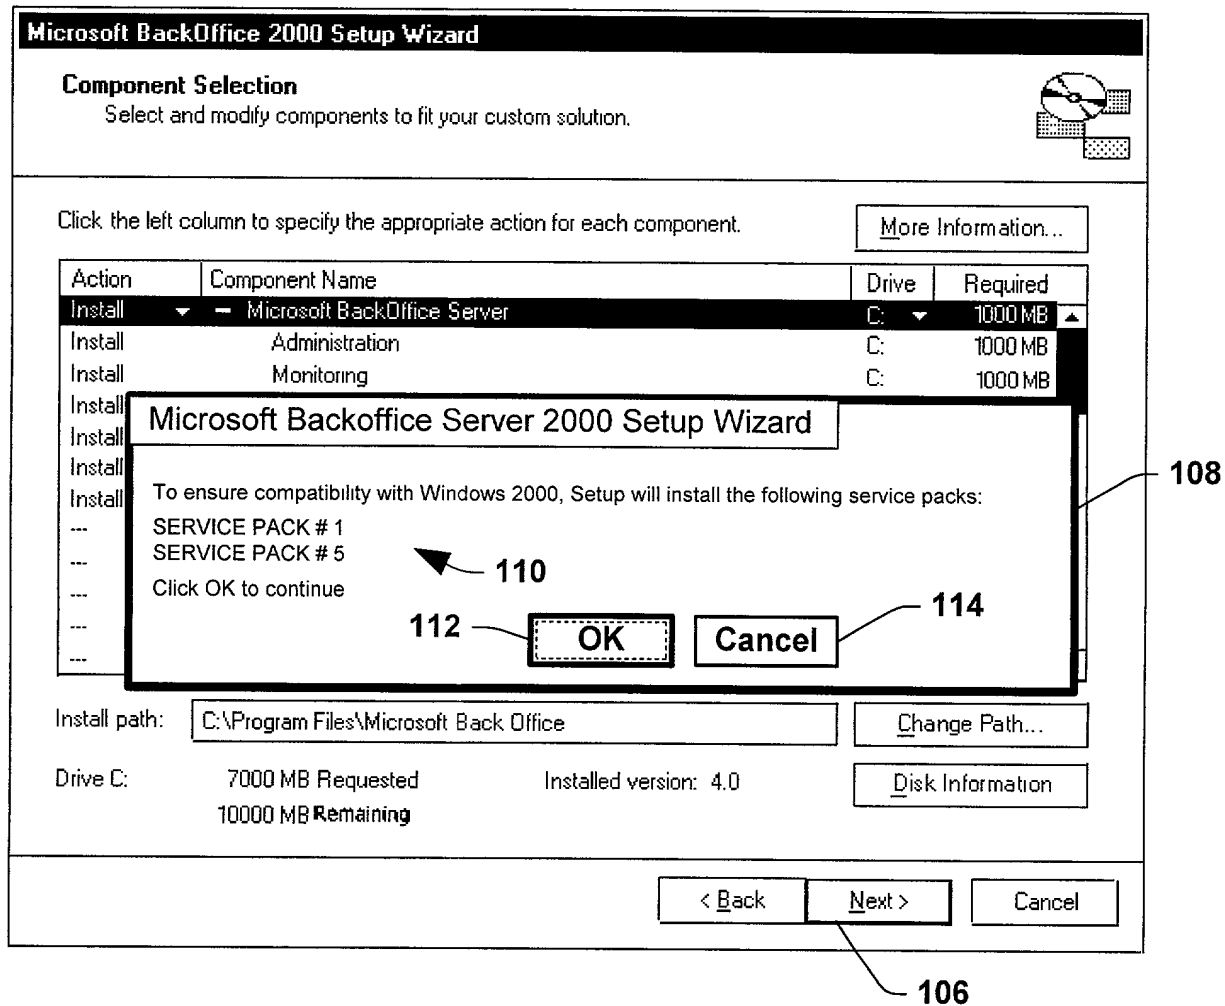 Microsoft BackOffice 2000 Setup Wizard
Component Selection
Select and modify components to fit your custom solution.
Click the left column to specify the appropriate action for each component.
More Information...
Action Component Name Drive Required
Install Microsoft BackOffice Server C: 1000 MB
Install Administration C: 1000 MB
Install Monitoring C: 1000 MB
Install
Install
Install
Install
---
---
---
---
---
Microsoft Backoffice Server 2000 Setup Wizard
To ensure compatibility with Windows 2000, Setup will install the following service packs:
SERVICE PACK # 1
SERVICE PACK # 5
Click OK to continue
OK Cancel
108
110
112
114
Install path: C:\Program Files\Microsoft Back Office Change Path...
Drive C: 7000 MB Requested Installed version: 4.0 Disk Information
10000 MB Remaining
< Back Next > Cancel
106